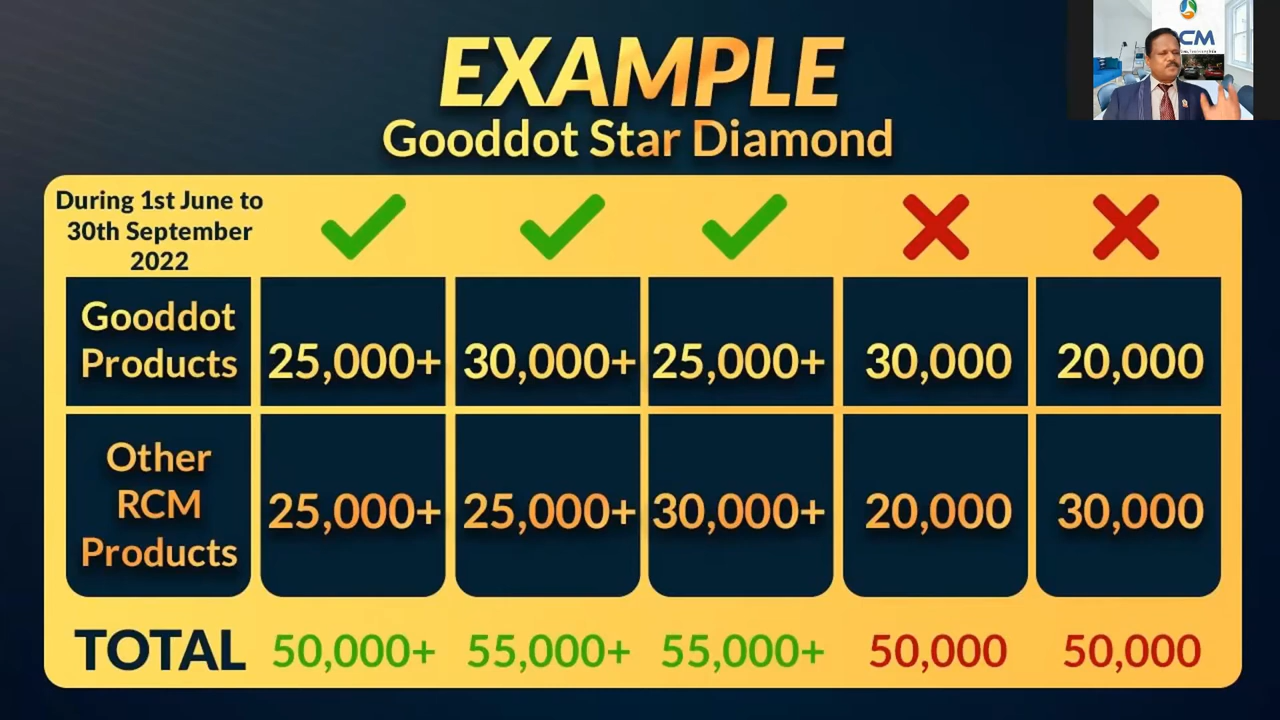 EXAMPLE
Gooddot Star Diamond
CM
During 1st June to
30th September
2022
Gooddot
Products
25,000+ 30,000+ 25,000+ 30,000 20,000
Other
RCM
Products
25,000+ 25,000+ 30,000+ 20,000 30,000
TOTAL 50,000+ 55,000+ 55,000+ 50,000 50,000